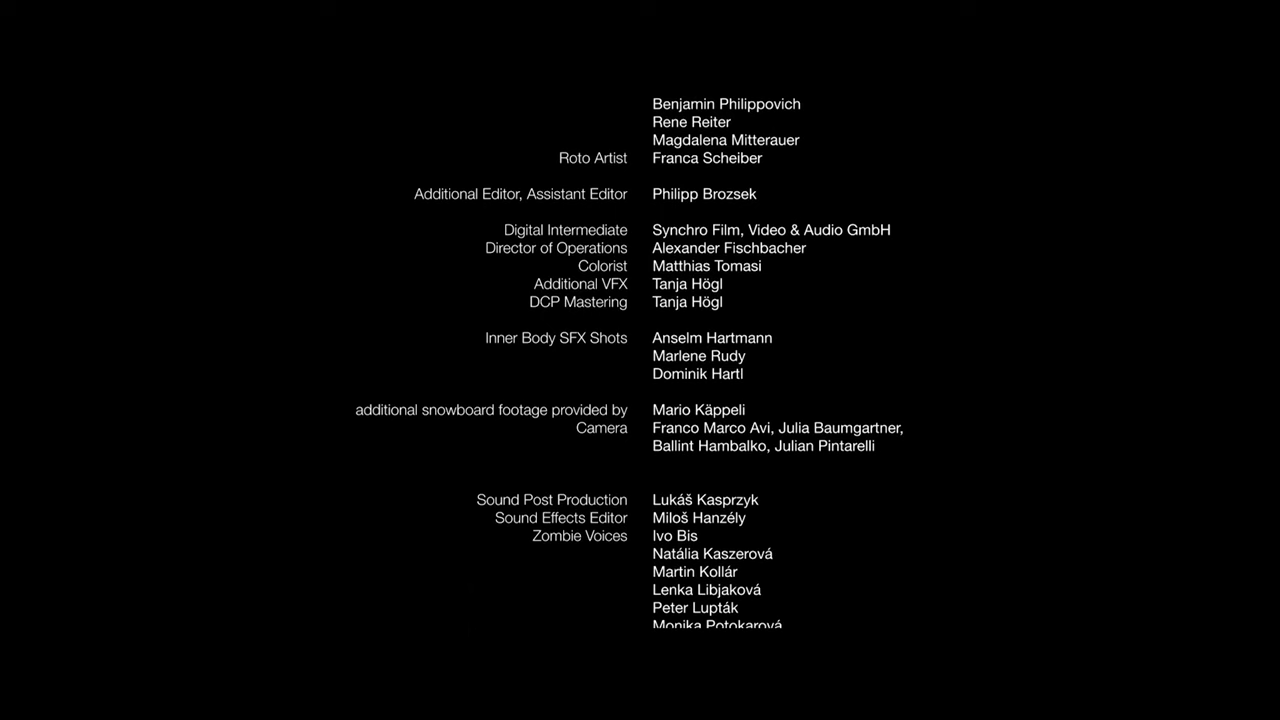 Benjamin Philippovich
Rene Reiter
Magdalena Mitterauer
Roto Artist Franca Scheiber
Additional Editor, Assistant Editor Philipp Brozsek
Digital Intermediate Synchro Film, Video & Audio GmbH
Director of Operations Alexander Fischbacher
Colorist Matthias Tomasi
Additional VFX Tanja Högl
DCP Mastering Tanja Högl
Inner Body SFX Shots Anselm Hartmann
Marlene Rudy
Dominik Hartl
additional snowboard footage provided by Mario Käppeli
Camera Franco Marco Avi, Julia Baumgartner,
Ballint Hambalko, Julian Pintarelli
Sound Post Production Lukáš Kasprzyk
Sound Effects Editor Miloš Hanzély
Zombie Voices Ivo Bis
Natália Kaszerová
Martin Kollár
Lenka Libjaková
Peter Lupták
Monika Potokarová